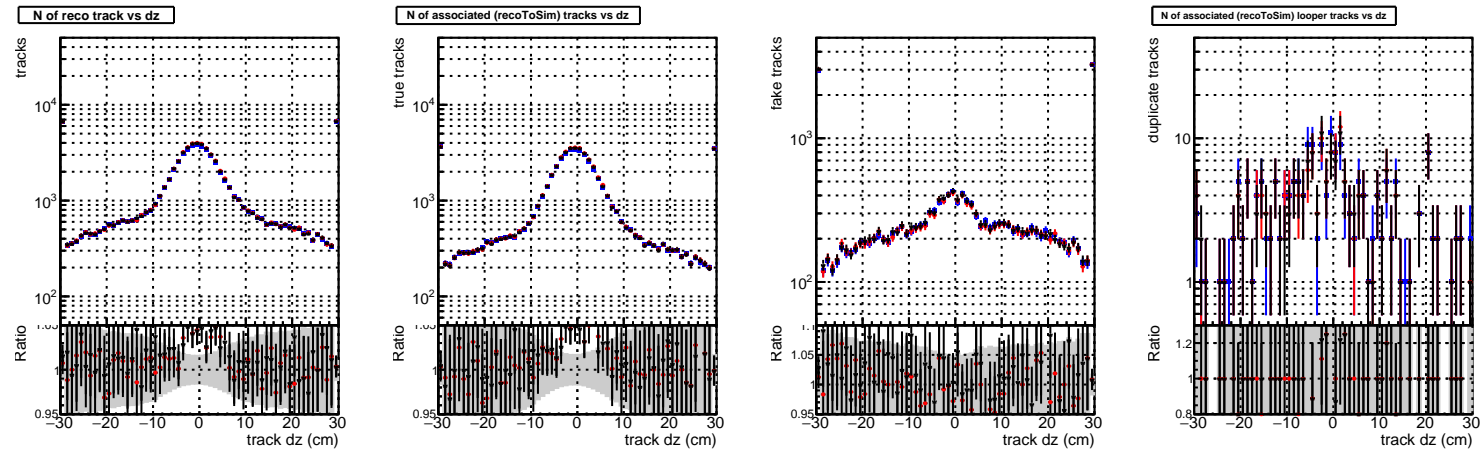 N of reco track vs dz
N of associated (recoToSim) tracks vs dz
N of associated (recoToSim) looper tracks vs dz
tracks
10⁴
10³
10²
Ratio
1
0.95
−30 −20 −10 0 10 20 30
track dz (cm)
true tracks
10⁴
10³
10²
Ratio
1
0.95
−30 −20 −10 0 10 20 30
track dz (cm)
fake tracks
10³
10²
Ratio
1.05
1
0.95
−30 −20 −10 0 10 20 30
track dz (cm)
duplicate tracks
10
1
Ratio
1.2
1
0.8
−30 −20 −10 0 10 20 30
track dz (cm)